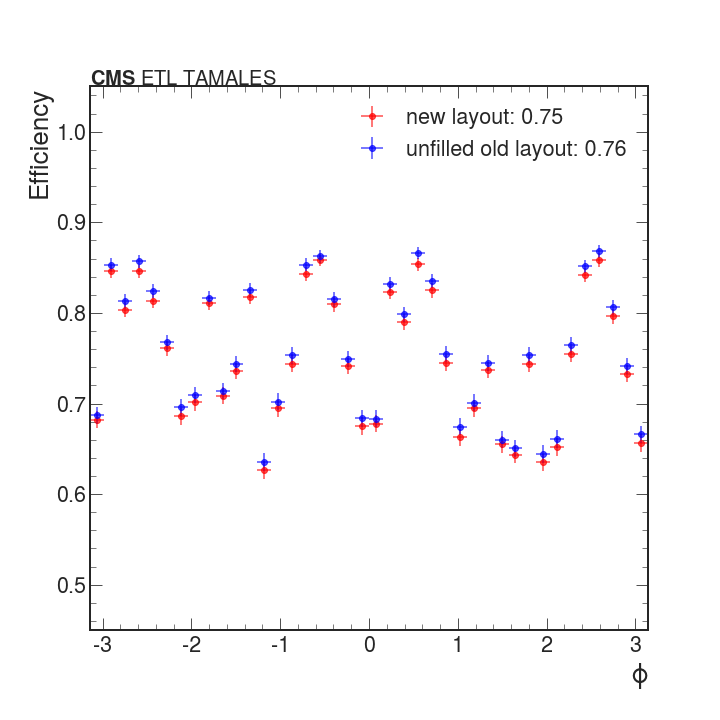 CMS ETL TAMALES
Efficiency
new layout: 0.75
unfilled old layout: 0.76
1.0
0.9
0.8
0.7
0.6
0.5
-3 -2 -1 0 1 2 3
ϕ